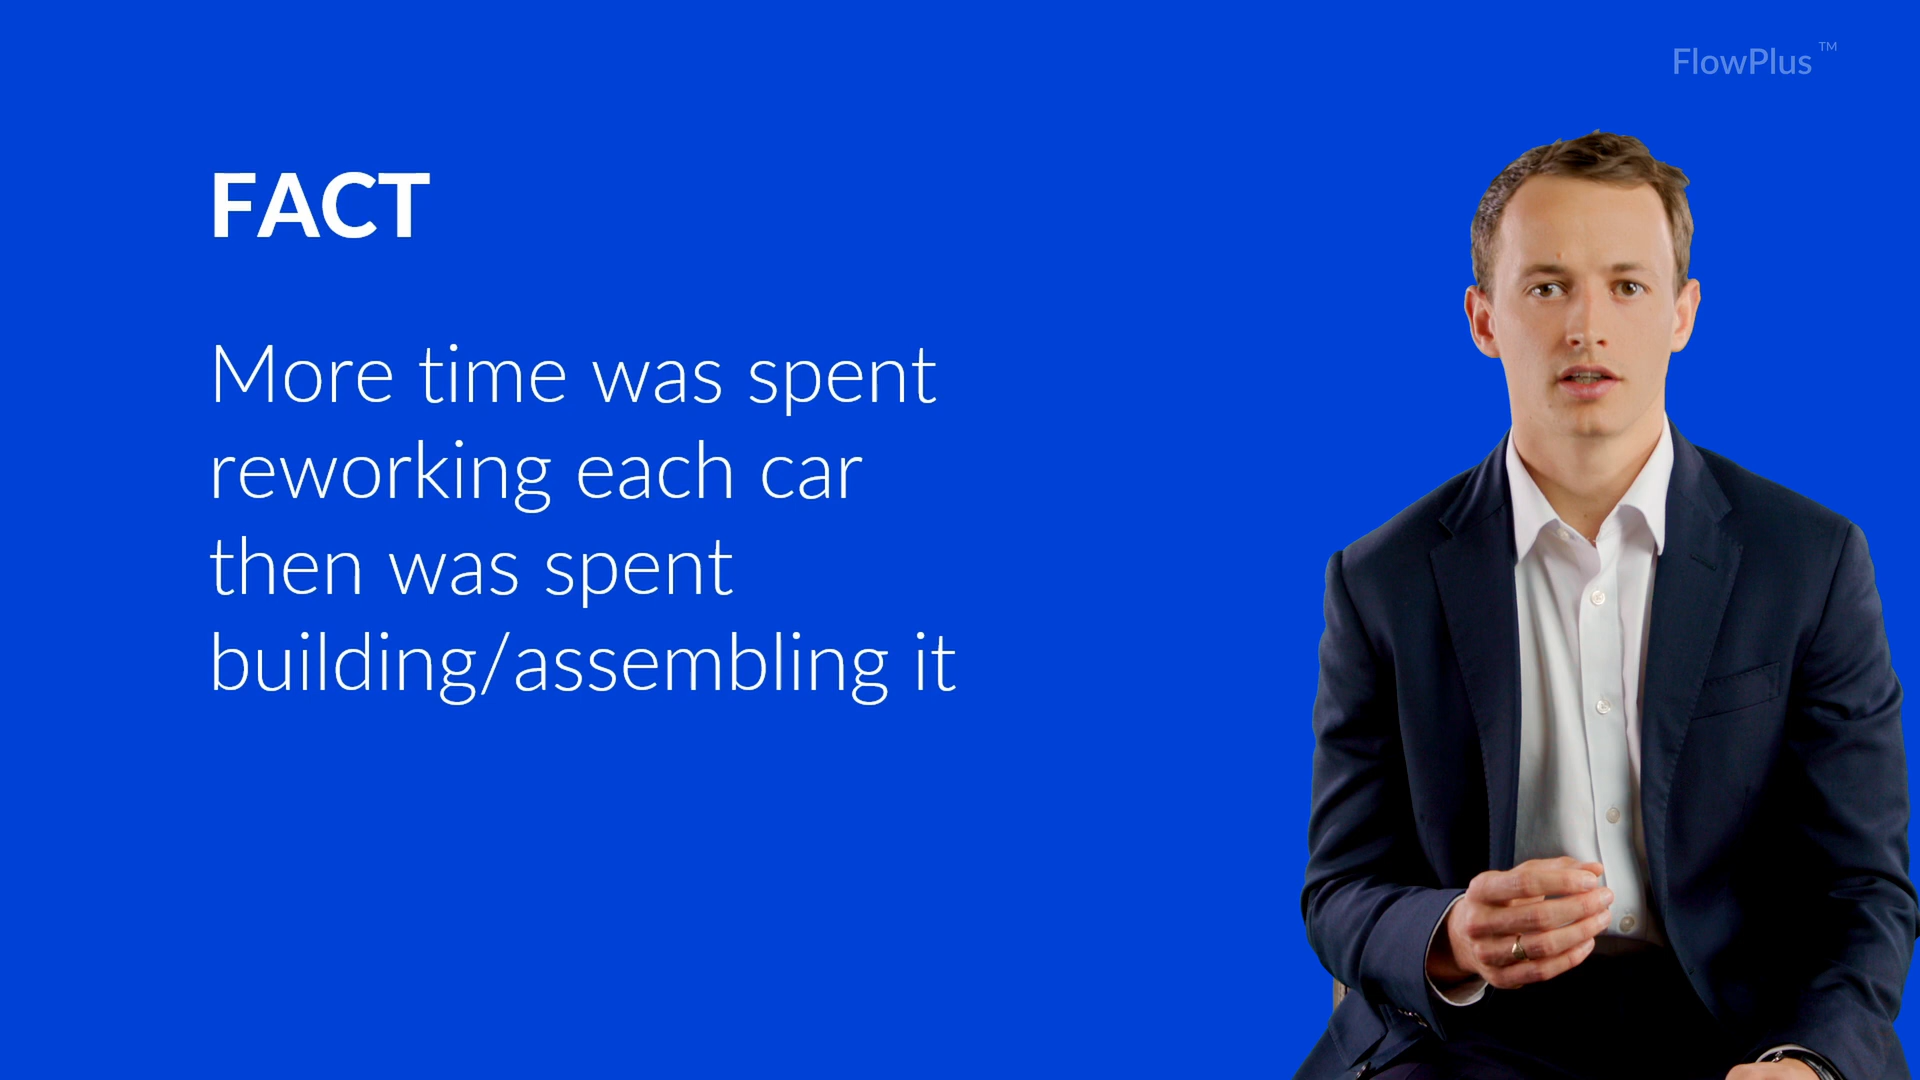 FlowPlus™
FACT
More time was spent
reworking each car
then was spent
building/assembling it